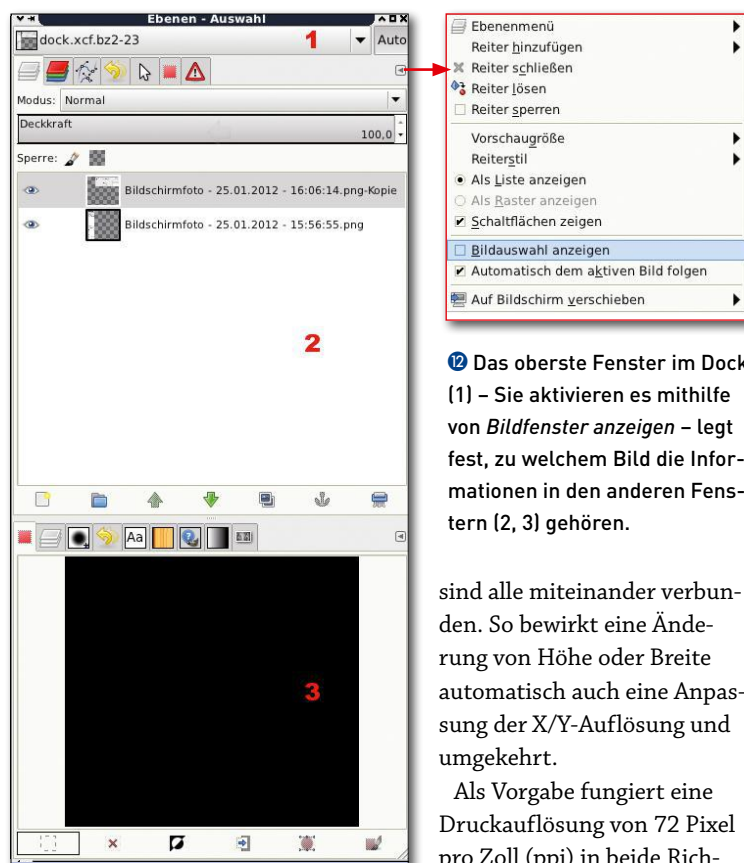 Ebenen - Auswahl
dock.xcf.bz2-23
1
Auto
Modus: Normal
Deckkraft
100,0
Sperre:
Bildschirmfoto - 25.01.2012 - 16:06:14.png-Kopie
Bildschirmfoto - 25.01.2012 - 15:56:55.png
2
Aa
3
Ebenenmenü
Reiter hinzufügen
Reiter schließen
Reiter lösen
Reiter sperren
Vorschaugröße
Reiterstil
Als Liste anzeigen
Als Raster anzeigen
Schaltflächen zeigen
Bildauswahl anzeigen
Automatisch dem aktiven Bild folgen
Auf Bildschirm verschieben
⓬ Das oberste Fenster im Dock
(1) – Sie aktivieren es mithilfe
von Bildfenster anzeigen – legt
fest, zu welchem Bild die Infor-
mationen in den anderen Fens-
tern (2, 3) gehören.
sind alle miteinander verbun-
den. So bewirkt eine Ände-
rung von Höhe oder Breite
automatisch auch eine Anpas-
sung der X/Y-Auflösung und
umgekehrt.
Als Vorgabe fungiert eine
Druckauflösung von 72 Pixel
pro Zoll (ppi) in beide Rich-